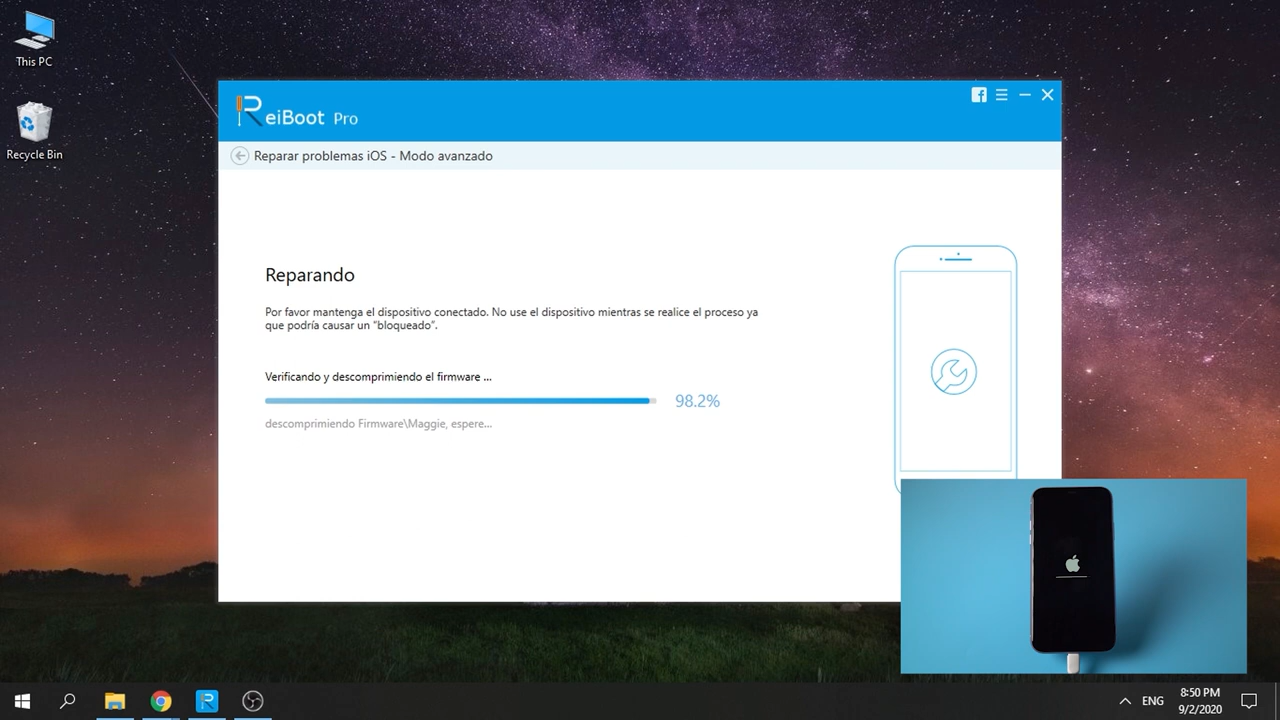 This PC
Recycle Bin
ReiBoot Pro
Reparar problemas iOS - Modo avanzado
Reparando
Por favor mantenga el dispositivo conectado. No use el dispositivo mientras se realice el proceso ya
que podría causar un "bloqueado".
Verificando y descomprimiendo el firmware ...
98.2%
descomprimiendo Firmware\Maggie, espere...
ENG
8:50 PM
9/2/2020